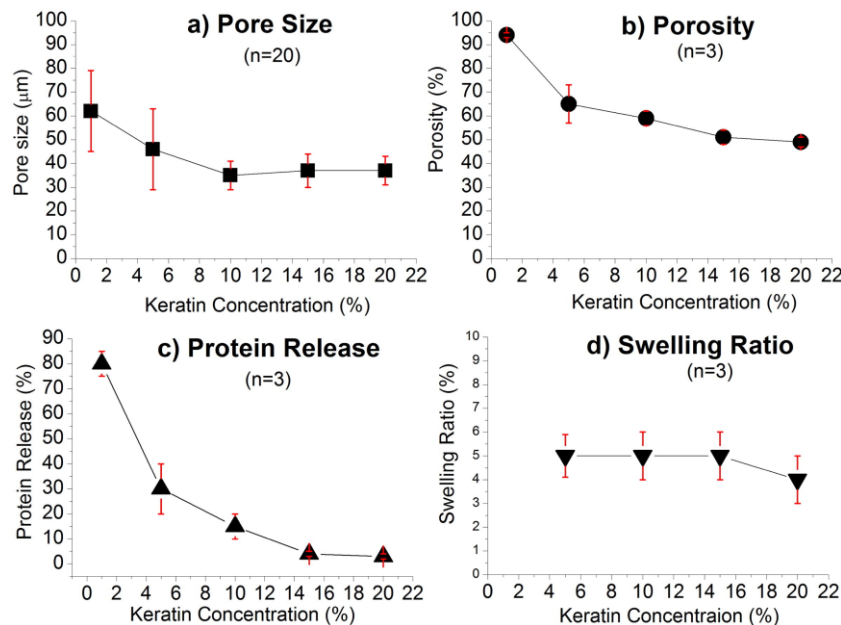 a) Pore Size
(n=20)
Pore size (μm)
100
90
80
70
60
50
40
30
20
10
0
0 2 4 6 8 10 12 14 16 18 20 22
Keratin Concentration (%)
b) Porosity
(n=3)
Porosity (%)
100
90
80
70
60
50
40
30
20
10
0
0 2 4 6 8 10 12 14 16 18 20 22
Keratin Concentration (%)
c) Protein Release
(n=3)
Protein Release (%)
90
80
70
60
50
40
30
20
10
0
0 2 4 6 8 10 12 14 16 18 20 22
Keratin Concentration (%)
d) Swelling Ratio
(n=3)
Swelling Ratio (%)
10
9
8
7
6
5
4
3
2
1
0
0 2 4 6 8 10 12 14 16 18 20 22
Keratin Concentraion (%)